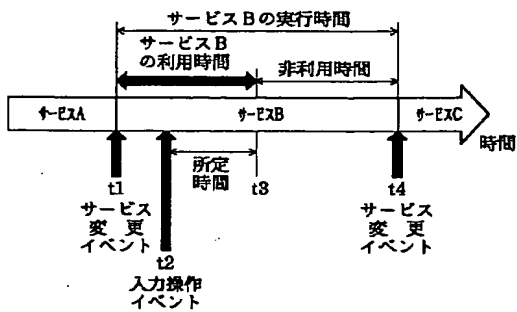 サービスBの実行時間
サービスB
の利用時間
非利用時間
サービスA
サービスB
サービスC
時間
所定
時間
t1
t3
t4
サービス
変　更
イベント
サービス
変　更
イベント
t2
入力操作
イベント